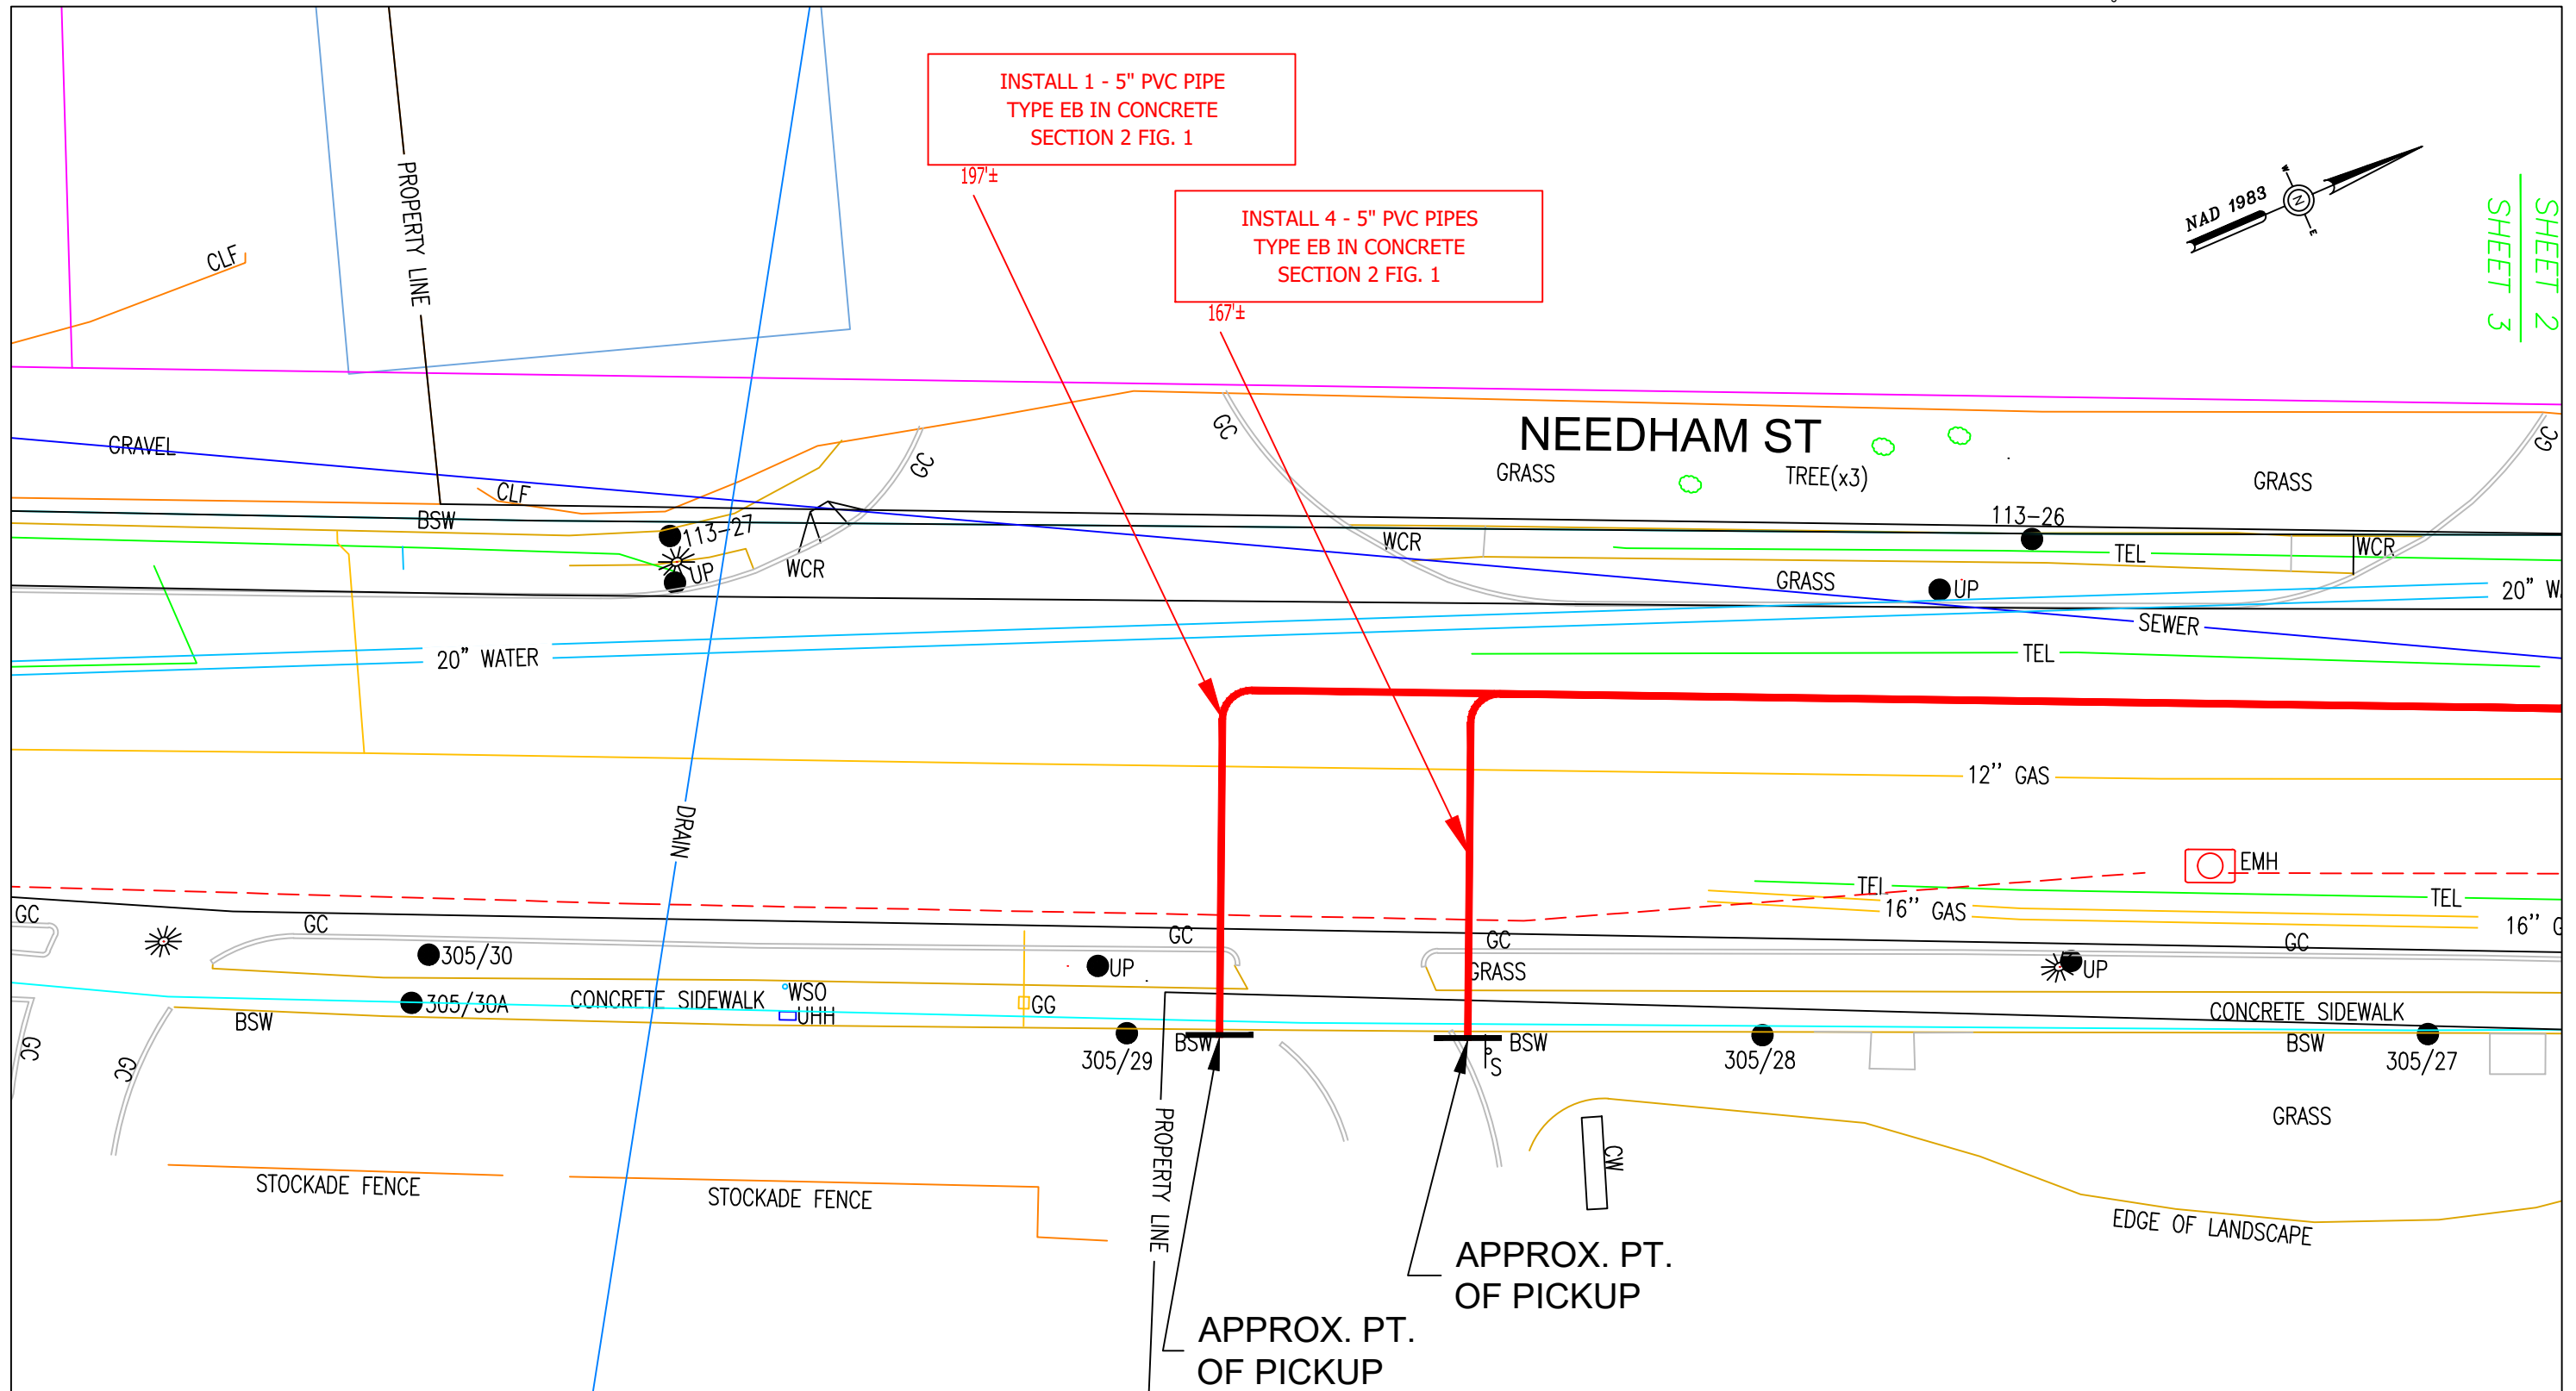 INSTALL 1 - 5" PVC PIPE
TYPE EB IN CONCRETE
SECTION 2 FIG. 1
197'±
INSTALL 4 - 5" PVC PIPES
TYPE EB IN CONCRETE
SECTION 2 FIG. 1
167'±
NAD 1983
N
E
SHEET 2
SHEET 3
CLF
PROPERTY LINE
GRAVEL
CLF
BSW
113-27
UP
WCR
GC
GC
NEEDHAM ST
GRASS
TREE(x3)
GRASS
GC
113-26
WCR
TEL
WCR
GRASS
UP
20" W
SEWER
20" WATER
TEL
12'' GAS
DRAIN
EMH
TEL
TEL
16'' GAS
16'' G
GC
GC
GC
GC
GC
305/30
UP
GRASS
UP
305/30A
CONCRETE SIDEWALK
WSO
UHH
GG
CONCRETE SIDEWALK
BSW
305/29
BSW
BSW
S
305/28
BSW
305/27
GC
GC
GRASS
CW
PROPERTY LINE
STOCKADE FENCE
STOCKADE FENCE
EDGE OF LANDSCAPE
APPROX. PT.
OF PICKUP
APPROX. PT.
OF PICKUP